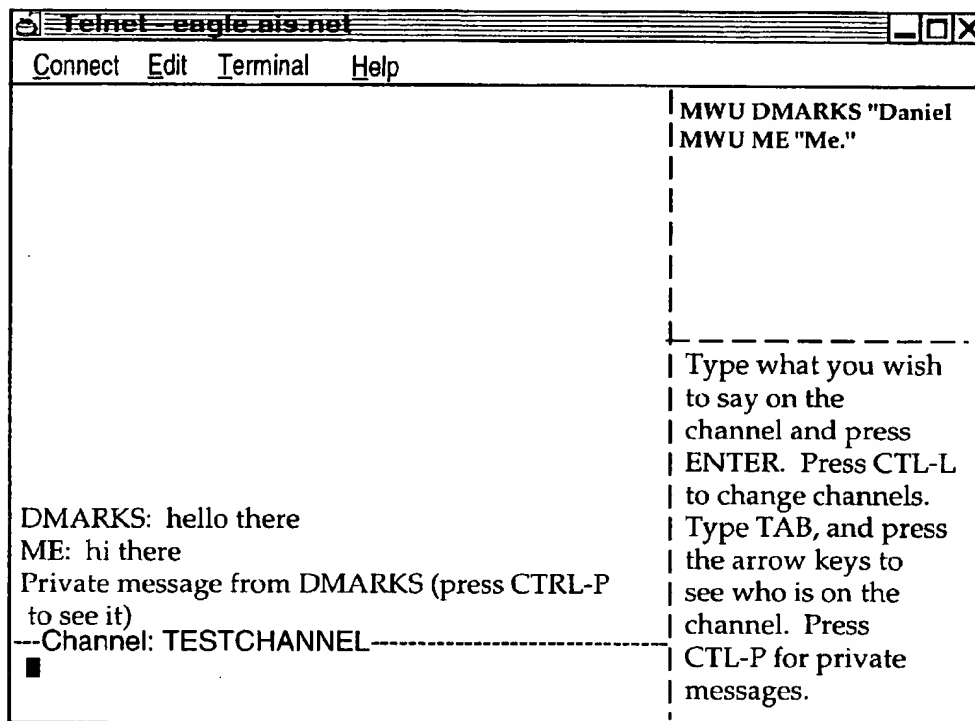 Telnet - eagle.ais.net
Connect Edit Terminal Help
MWU DMARKS "Daniel
MWU ME "Me."
DMARKS: hello there
ME: hi there
Private message from DMARKS (press CTRL-P
to see it)
---Channel: TESTCHANNEL---
Type what you wish
to say on the
channel and press
ENTER. Press CTL-L
to change channels.
Type TAB, and press
the arrow keys to
see who is on the
channel. Press
CTL-P for private
messages.